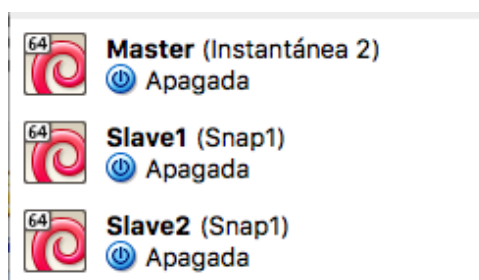 64
Master (Instantánea 2)
Apagada
64
Slave1 (Snap1)
Apagada
64
Slave2 (Snap1)
Apagada